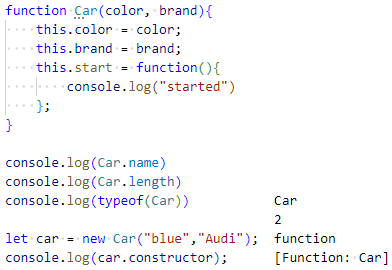 function Car(color, brand){
    this.color = color;
    this.brand = brand;
    this.start = function(){
        console.log("started")
    };
}

console.log(Car.name)
console.log(Car.length)
console.log(typeof(Car))

let car = new Car("blue","Audi");
console.log(car.constructor);

Car
2
function
[Function: Car]